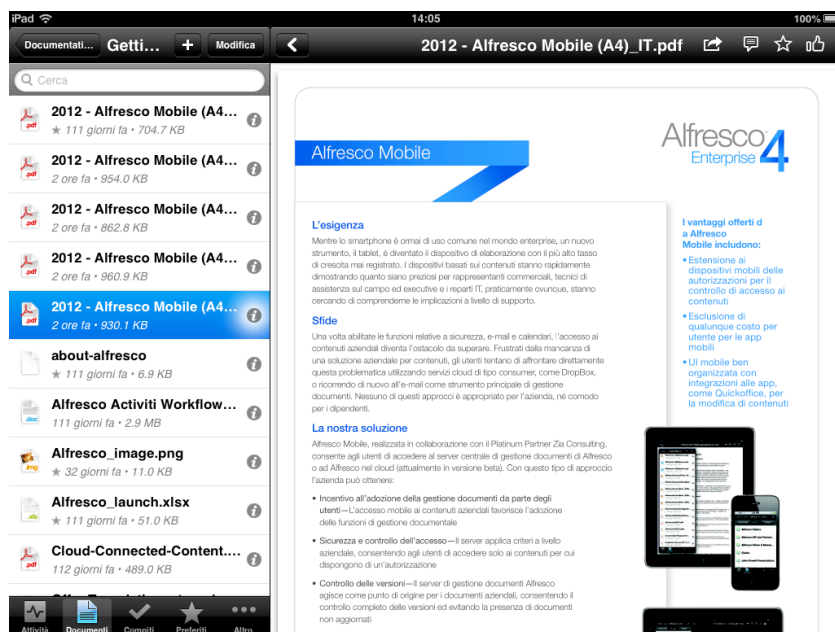 iPad 14:05 100%
Documentati... Getti... + Modifica
2012 - Alfresco Mobile (A4)_IT.pdf
Cerca
2012 - Alfresco Mobile (A4...
★ 111 giorni fa • 704.7 KB
2012 - Alfresco Mobile (A4...
2 ore fa • 954.0 KB
2012 - Alfresco Mobile (A4...
2 ore fa • 862.8 KB
2012 - Alfresco Mobile (A4...
2 ore fa • 960.9 KB
2012 - Alfresco Mobile (A4...
2 ore fa • 930.1 KB
about-alfresco
★ 111 giorni fa • 6.9 KB
Alfresco Activiti Workflow...
111 giorni fa • 2.9 MB
Alfresco_image.png
★ 32 giorni fa • 11.0 KB
Alfresco_launch.xlsx
★ 111 giorni fa • 51.0 KB
Cloud-Connected-Content....
112 giorni fa • 489.0 KB
Attività Documenti Compiti Preferiti Altro
Alfresco Mobile
Alfresco 4
Enterprise
L'esigenza
Mentre lo smartphone è ormai di uso comune nel mondo enterprise, un nuovo
strumento, il tablet, è diventato il dispositivo di elaborazione con il più alto tasso
di crescita mai registrato. I dispositivi basati sui contenuti stanno rapidamente
dimostrando quanto siano preziosi per rappresentanti commerciali, tecnici di
assistenza sul campo ed executive e i reparti IT, praticamente ovunque, stanno
cercando di comprenderne le implicazioni a livello di supporto.
Sfide
Una volta abilitate le funzioni relative a sicurezza, e-mail e calendari, l'accesso ai
contenuti aziendali diventa l'ostacolo da superare. Frustrati dalla mancanza di
una soluzione aziendale per contenuti, gli utenti tentano di affrontare direttamente
questa problematica utilizzando servizi cloud di tipo consumer, come DropBox,
o ricorrendo di nuovo all'e-mail come strumento principale di gestione
documenti. Nessuno di questi approcci è appropriato per l'azienda, né comodo
per i dipendenti.
La nostra soluzione
Alfresco Mobile, realizzata in collaborazione con il Platinum Partner Zia Consulting,
consente agli utenti di accedere al server centrale di gestione documenti di Alfresco
o ad Alfresco nel cloud (attualmente in versione beta). Con questo tipo di approccio
l'azienda può ottenere:
• Incentivo all'adozione della gestione documenti da parte degli
utenti—L'accesso mobile ai contenuti aziendali favorisce l'adozione
delle funzioni di gestione documentale
• Sicurezza e controllo dell'accesso—Il server applica criteri a livello
aziendale, consentendo agli utenti di accedere solo ai contenuti per cui
dispongono di un'autorizzazione
• Controllo delle versioni—Il server di gestione documenti Alfresco
agisce come punto di origine per i documenti aziendali, consentendo il
controllo completo delle versioni ed evitando la presenza di documenti
non aggiornati
I vantaggi offerti d
a Alfresco
Mobile includono:
• Estensione ai
dispositivi mobili delle
autorizzazioni per il
controllo di accesso ai
contenuti
• Esclusione di
qualunque costo per
utente per le app
mobili
• UI mobile ben
organizzata con
integrazioni alle app,
come Quickoffice, per
la modifica di contenuti